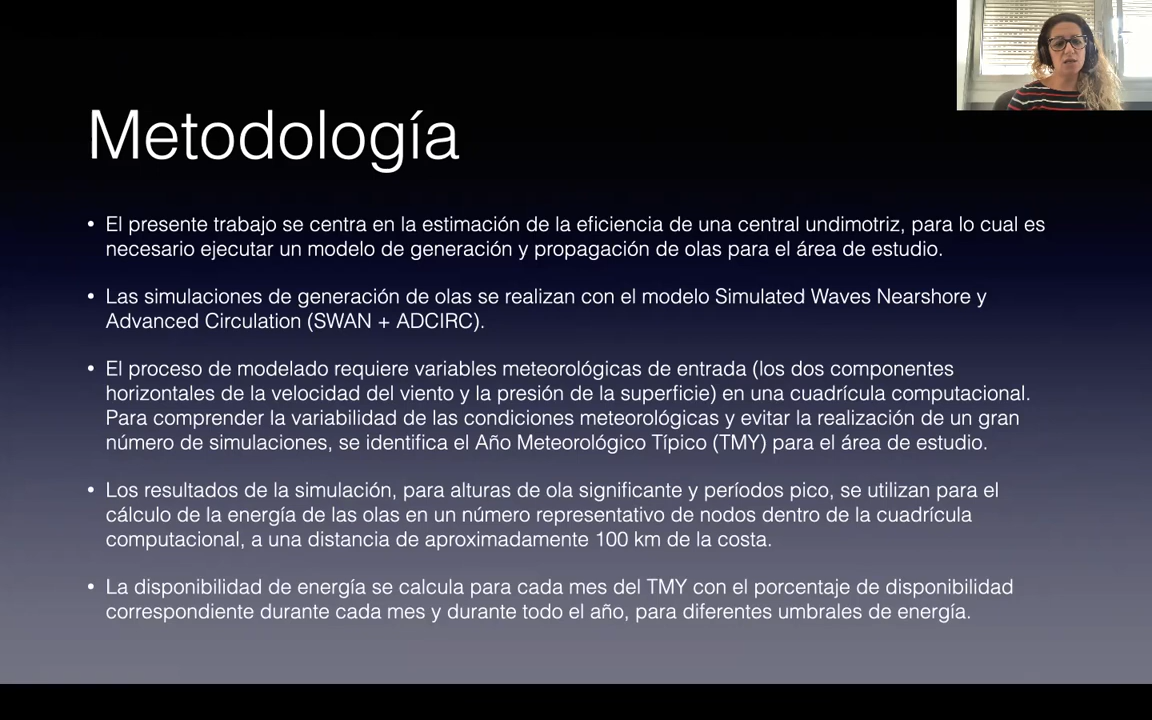 Metodología
• El presente trabajo se centra en la estimación de la eficiencia de una central undimotriz, para lo cual es
necesario ejecutar un modelo de generación y propagación de olas para el área de estudio.
• Las simulaciones de generación de olas se realizan con el modelo Simulated Waves Nearshore y
Advanced Circulation (SWAN + ADCIRC).
• El proceso de modelado requiere variables meteorológicas de entrada (los dos componentes
horizontales de la velocidad del viento y la presión de la superficie) en una cuadrícula computacional.
Para comprender la variabilidad de las condiciones meteorológicas y evitar la realización de un gran
número de simulaciones, se identifica el Año Meteorológico Típico (TMY) para el área de estudio.
• Los resultados de la simulación, para alturas de ola significante y períodos pico, se utilizan para el
cálculo de la energía de las olas en un número representativo de nodos dentro de la cuadrícula
computacional, a una distancia de aproximadamente 100 km de la costa.
• La disponibilidad de energía se calcula para cada mes del TMY con el porcentaje de disponibilidad
correspondiente durante cada mes y durante todo el año, para diferentes umbrales de energía.